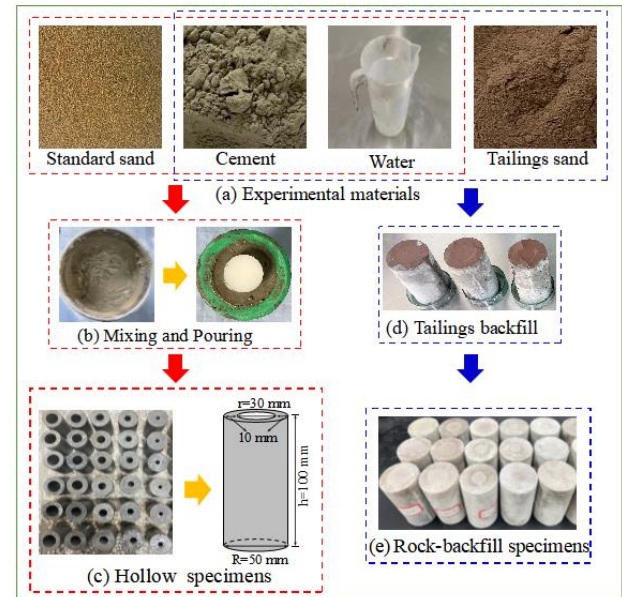 Standard sand
Cement
Water
Tailings sand
(a) Experimental materials
(b) Mixing and Pouring
(d) Tailings backfill
r=30 mm
10 mm
h=100 mm
R=50 mm
(c) Hollow specimens
(e) Rock-backfill specimens